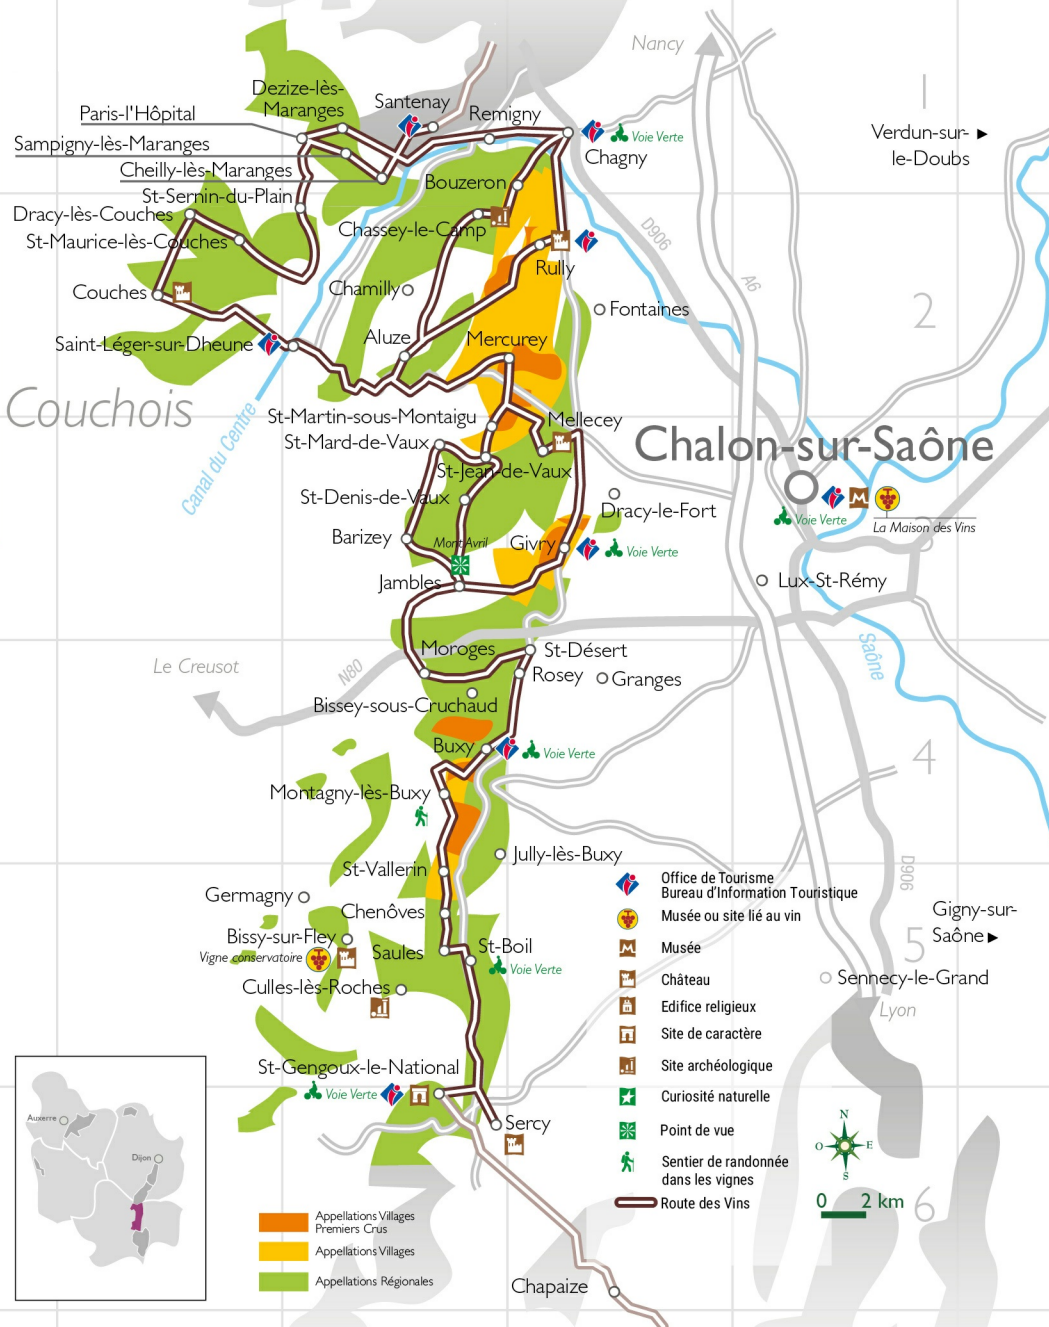 Nancy
1
Dezize-lès-
Maranges
Santenay
Paris-l'Hôpital
Remigny
Voie Verte
Verdun-sur-
le-Doubs
Sampigny-lès-Maranges
Chagny
Cheilly-lès-Maranges
Bouzeron
St-Sernin-du-Plain
Dracy-lès-Couches
Chassey-le-Camp
St-Maurice-lès-Couches
D906
Rully
A6
Couches
Chamilly
Fontaines
2
Saint-Léger-sur-Dheune
Aluze
Mercurey
Couchois
Canal du Centre
St-Martin-sous-Montaigu
Mellecey
St-Mard-de-Vaux
Chalon-sur-Saône
St-Jean-de-Vaux
St-Denis-de-Vaux
Dracy-le-Fort
Voie Verte
La Maison des Vins
3
Barizey
Mont Avril
Givry
Voie Verte
Jambles
Lux-St-Rémy
Moroges
St-Désert
Saône
Le Creusot
N80
Rosey
Granges
Bissey-sous-Cruchaud
Buxy
Voie Verte
4
Montagny-lès-Buxy
Jully-lès-Buxy
St-Vallerin
D906
Germagny
Chenôves
Bissy-sur-Fley
Vigne conservatoire
Saules
St-Boil
Voie Verte
Culles-lès-Roches
Gigny-sur-
Saône
5
Sennecy-le-Grand
Lyon
St-Gengoux-le-National
Voie Verte
Sercy
Chapaize
6
Office de Tourisme
Bureau d'Information Touristique
Musée ou site lié au vin
M
Musée
Château
Edifice religieux
Site de caractère
Site archéologique
Curiosité naturelle
Point de vue
Sentier de randonnée
dans les vignes
Route des Vins
N
O
E
S
0
2 km
Auxerre
Dijon
Appellations Villages
Premiers Crus
Appellations Villages
Appellations Régionales